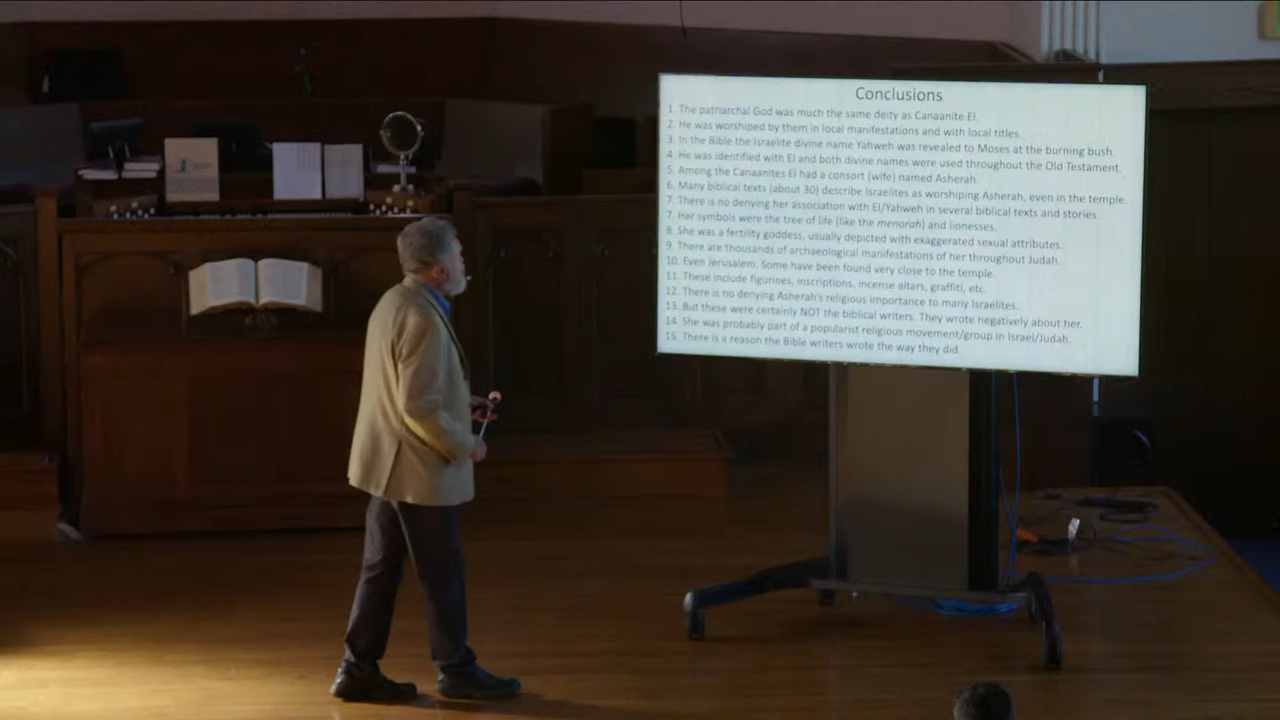 Conclusions
1. The patriarchal God was much the same deity as Canaanite El.
2. He was worshiped by them in local manifestations and with local titles.
3. In the Bible the Israelite divine name Yahweh was revealed to Moses at the burning bush.
4. He was identified with El and both divine names were used throughout the Old Testament.
5. Among the Canaanites El had a consort (wife) named Asherah.
6. Many biblical texts (about 30) describe Israelites as worshiping Asherah, even in the temple.
7. There is no denying her association with El/Yahweh in several biblical texts and stories.
7. Her symbols were the tree of life (like the menorah) and lionesses.
8. She was a fertility goddess, usually depicted with exaggerated sexual attributes.
9. There are thousands of archaeological manifestations of her throughout Judah.
10. Even Jerusalem. Some have been found very close to the temple.
11. These include figurines, inscriptions, incense altars, graffiti, etc.
12. There is no denying Asherah's religious importance to many Israelites.
13. But these were certainly NOT the biblical writers. They wrote negatively about her.
14. She was probably part of a popularist religious movement/group in Israel/Judah.
15. There is a reason the Bible writers wrote the way they did.